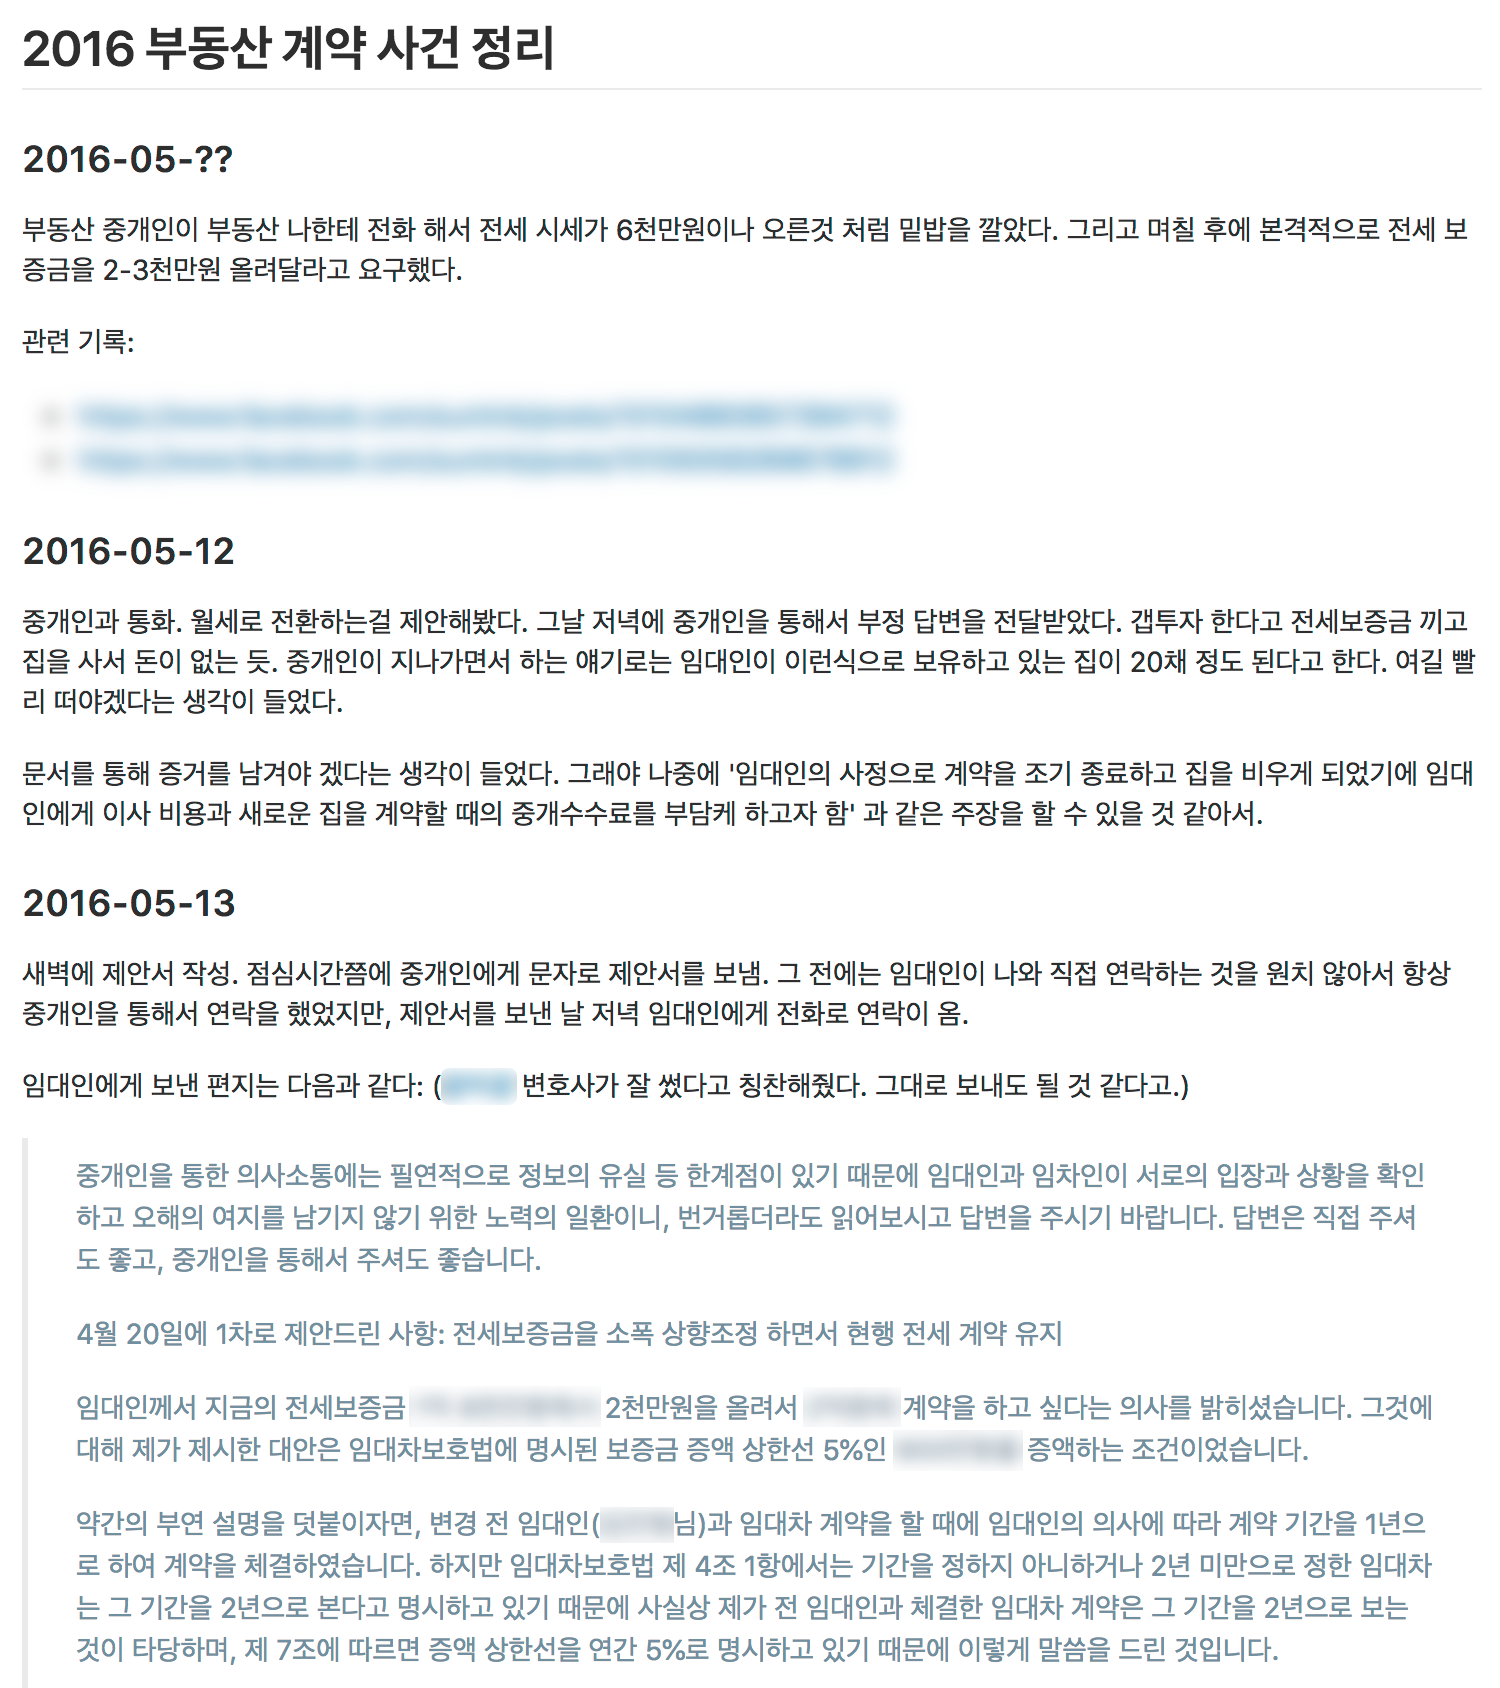 2016 부동산 계약 사건 정리
2016-05-??
부동산 중개인이 부동산 나한테 전화 해서 전세 시세가 6천만원이나 오른것 처럼 밑밥을 깔았다. 그리고 며칠 후에 본격적으로 전세 보
증금을 2-3천만원 올려달라고 요구했다.
관련 기록:
2016-05-12
중개인과 통화. 월세로 전환하는걸 제안해봤다. 그날 저녁에 중개인을 통해서 부정 답변을 전달받았다. 갭투자 한다고 전세보증금 끼고
집을 사서 돈이 없는 듯. 중개인이 지나가면서 하는 얘기로는 임대인이 이런식으로 보유하고 있는 집이 20채 정도 된다고 한다. 여길 빨
리 떠야겠다는 생각이 들었다.
문서를 통해 증거를 남겨야 겠다는 생각이 들었다. 그래야 나중에 '임대인의 사정으로 계약을 조기 종료하고 집을 비우게 되었기에 임대
인에게 이사 비용과 새로운 집을 계약할 때의 중개수수료를 부담케 하고자 함' 과 같은 주장을 할 수 있을 것 같아서.
2016-05-13
새벽에 제안서 작성. 점심시간쯤에 중개인에게 문자로 제안서를 보냄. 그 전에는 임대인이 나와 직접 연락하는 것을 원치 않아서 항상
중개인을 통해서 연락을 했었지만, 제안서를 보낸 날 저녁 임대인에게 전화로 연락이 옴.
임대인에게 보낸 편지는 다음과 같다: ( 변호사가 잘 썼다고 칭찬해줬다. 그대로 보내도 될 것 같다고.)
중개인을 통한 의사소통에는 필연적으로 정보의 유실 등 한계점이 있기 때문에 임대인과 임차인이 서로의 입장과 상황을 확인
하고 오해의 여지를 남기지 않기 위한 노력의 일환이니, 번거롭더라도 읽어보시고 답변을 주시기 바랍니다. 답변은 직접 주셔
도 좋고, 중개인을 통해서 주셔도 좋습니다.
4월 20일에 1차로 제안드린 사항: 전세보증금을 소폭 상향조정 하면서 현행 전세 계약 유지
임대인께서 지금의 전세보증금 2천만원을 올려서 계약을 하고 싶다는 의사를 밝히셨습니다. 그것에
대해 제가 제시한 대안은 임대차보호법에 명시된 보증금 증액 상한선 5%인 증액하는 조건이었습니다.
약간의 부연 설명을 덧붙이자면, 변경 전 임대인( 님)과 임대차 계약을 할 때에 임대인의 의사에 따라 계약 기간을 1년으
로 하여 계약을 체결하였습니다. 하지만 임대차보호법 제 4조 1항에서는 기간을 정하지 아니하거나 2년 미만으로 정한 임대차
는 그 기간을 2년으로 본다고 명시하고 있기 때문에 사실상 제가 전 임대인과 체결한 임대차 계약은 그 기간을 2년으로 보는
것이 타당하며, 제 7조에 따르면 증액 상한선을 연간 5%로 명시하고 있기 때문에 이렇게 말씀을 드린 것입니다.